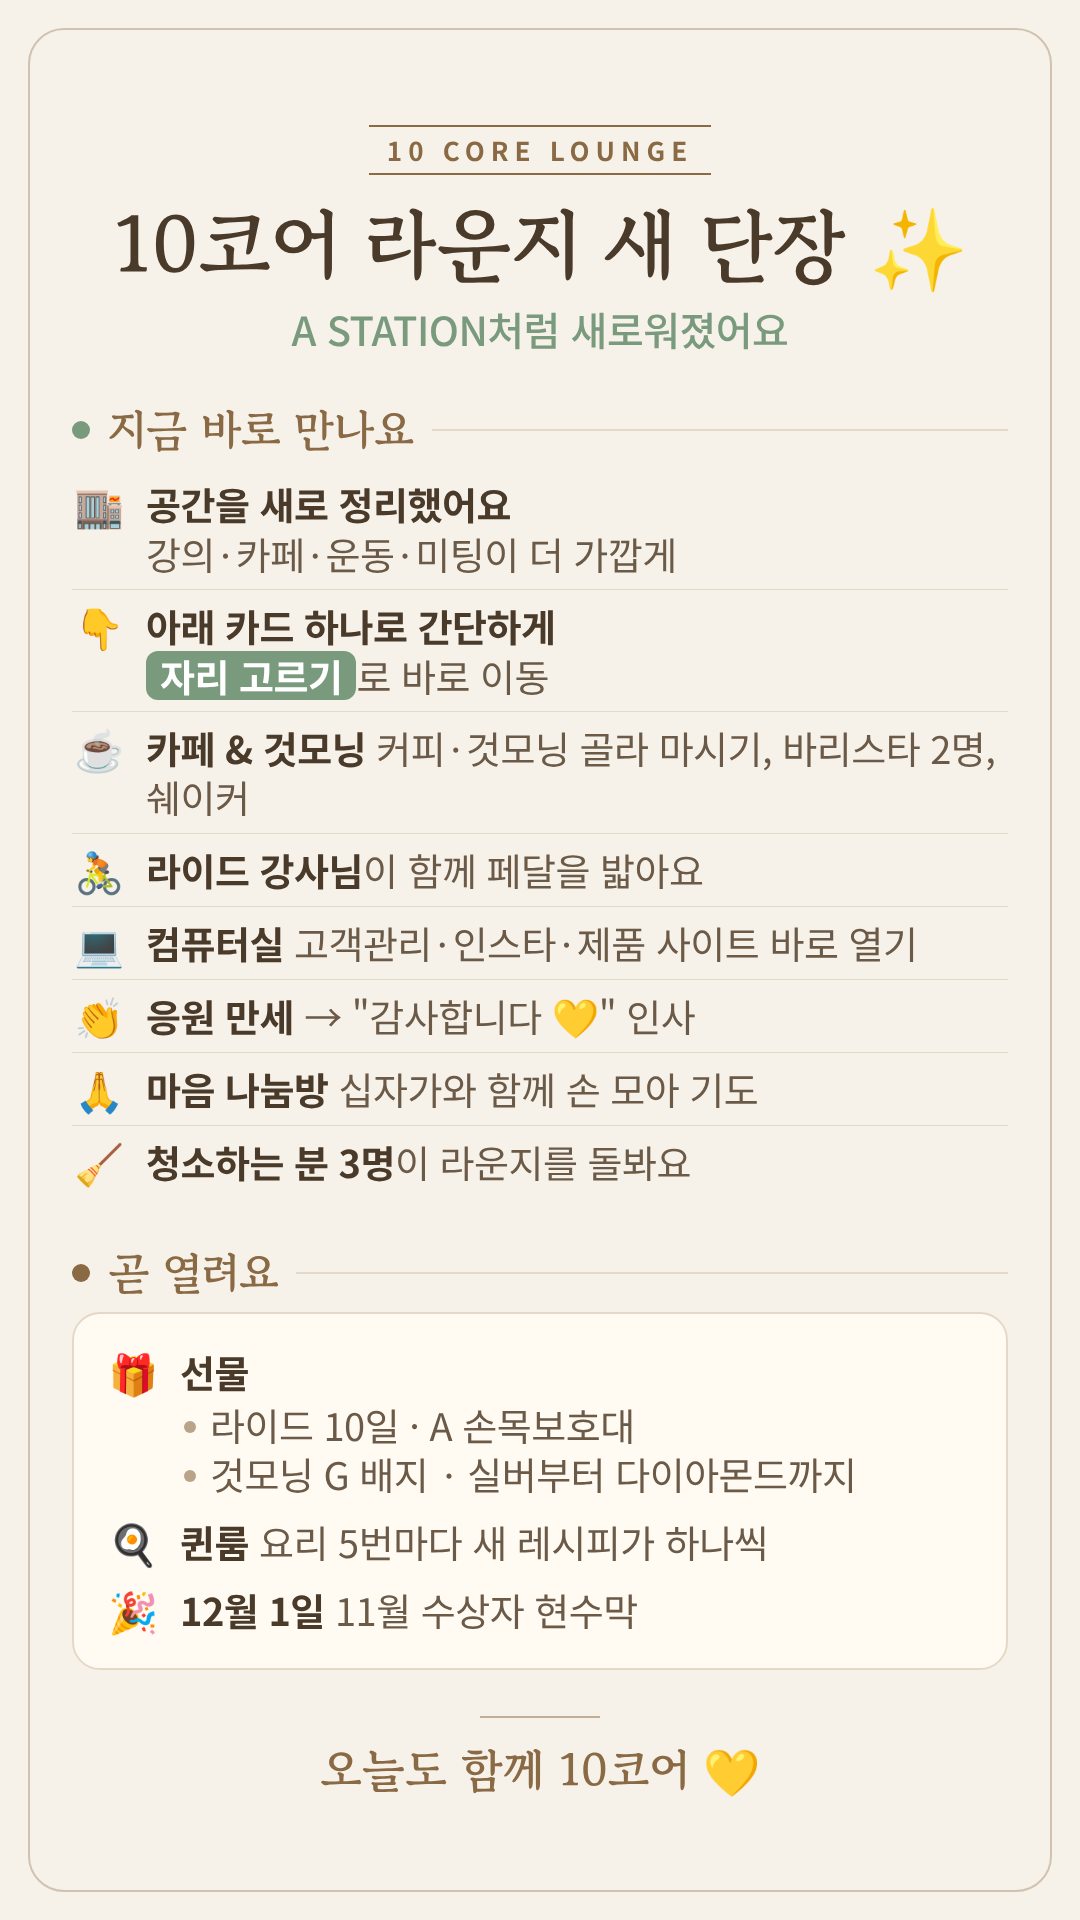 10 CORE LOUNGE
10코어 라운지 새 단장 ✨
A STATION처럼 새로워졌어요
지금 바로 만나요
🏬 공간을 새로 정리했어요
강의·카페·운동·미팅이 더 가깝게
👇 아래 카드 하나로 간단하게
자리 고르기로 바로 이동
☕ 카페 & 것모닝 커피·것모닝 골라 마시기, 바리스타 2명,
쉐이커
🚴 라이드 강사님이 함께 페달을 밟아요
💻 컴퓨터실 고객관리·인스타·제품 사이트 바로 열기
👏 응원 만세 → "감사합니다 💛" 인사
🙏 마음 나눔방 십자가와 함께 손 모아 기도
🧹 청소하는 분 3명이 라운지를 돌봐요
곧 열려요
🎁 선물
• 라이드 10일 · A 손목보호대
• 것모닝 G 배지 · 실버부터 다이아몬드까지
🍳 퀸룸 요리 5번마다 새 레시피가 하나씩
🎉 12월 1일 11월 수상자 현수막
오늘도 함께 10코어 💛